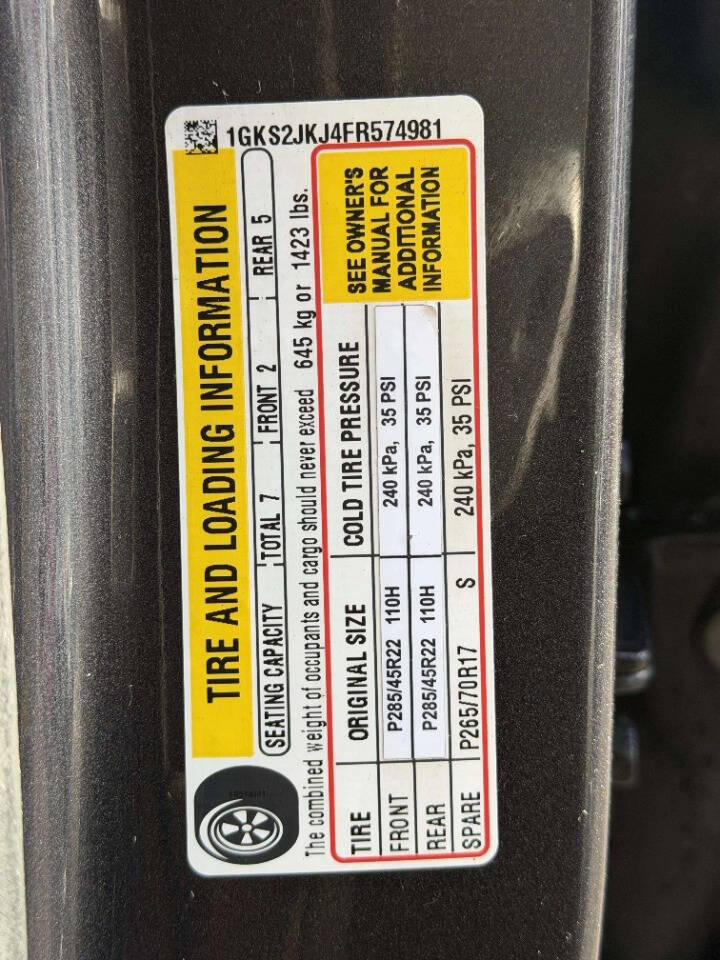 1GKS2JKJ4FR574981
TIRE AND LOADING INFORMATION
SEATING CAPACITY TOTAL 7 FRONT 2 REAR 5
The combined weight of occupants and cargo should never exceed 645 kg or 1423 lbs.
TIRE ORIGINAL SIZE COLD TIRE PRESSURE
FRONT P285/45R22 110H 240 kPa, 35 PSI
REAR P285/45R22 110H 240 kPa, 35 PSI
SPARE P265/70R17 S 240 kPa, 35 PSI
SEE OWNER'S
MANUAL FOR
ADDITIONAL
INFORMATION